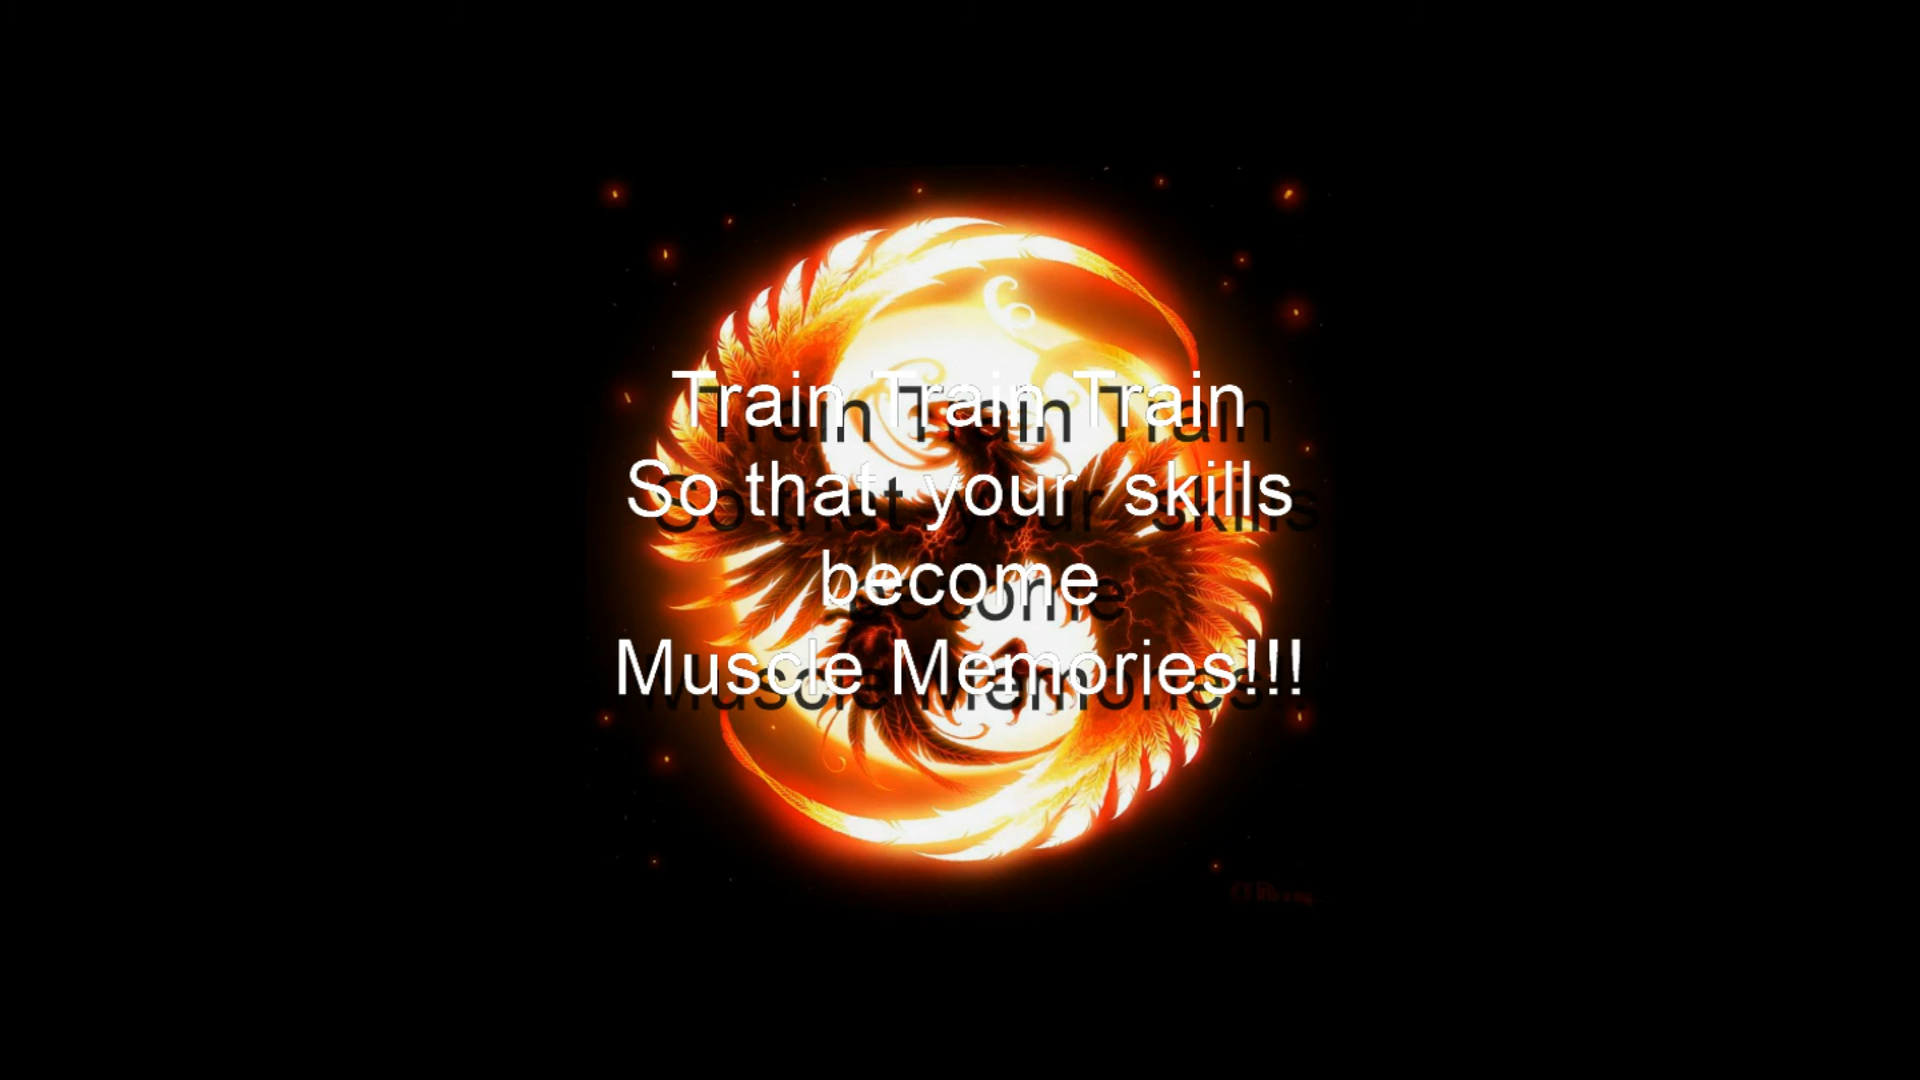 Train Train Train
So that your skills
become
Muscle Memories!!!